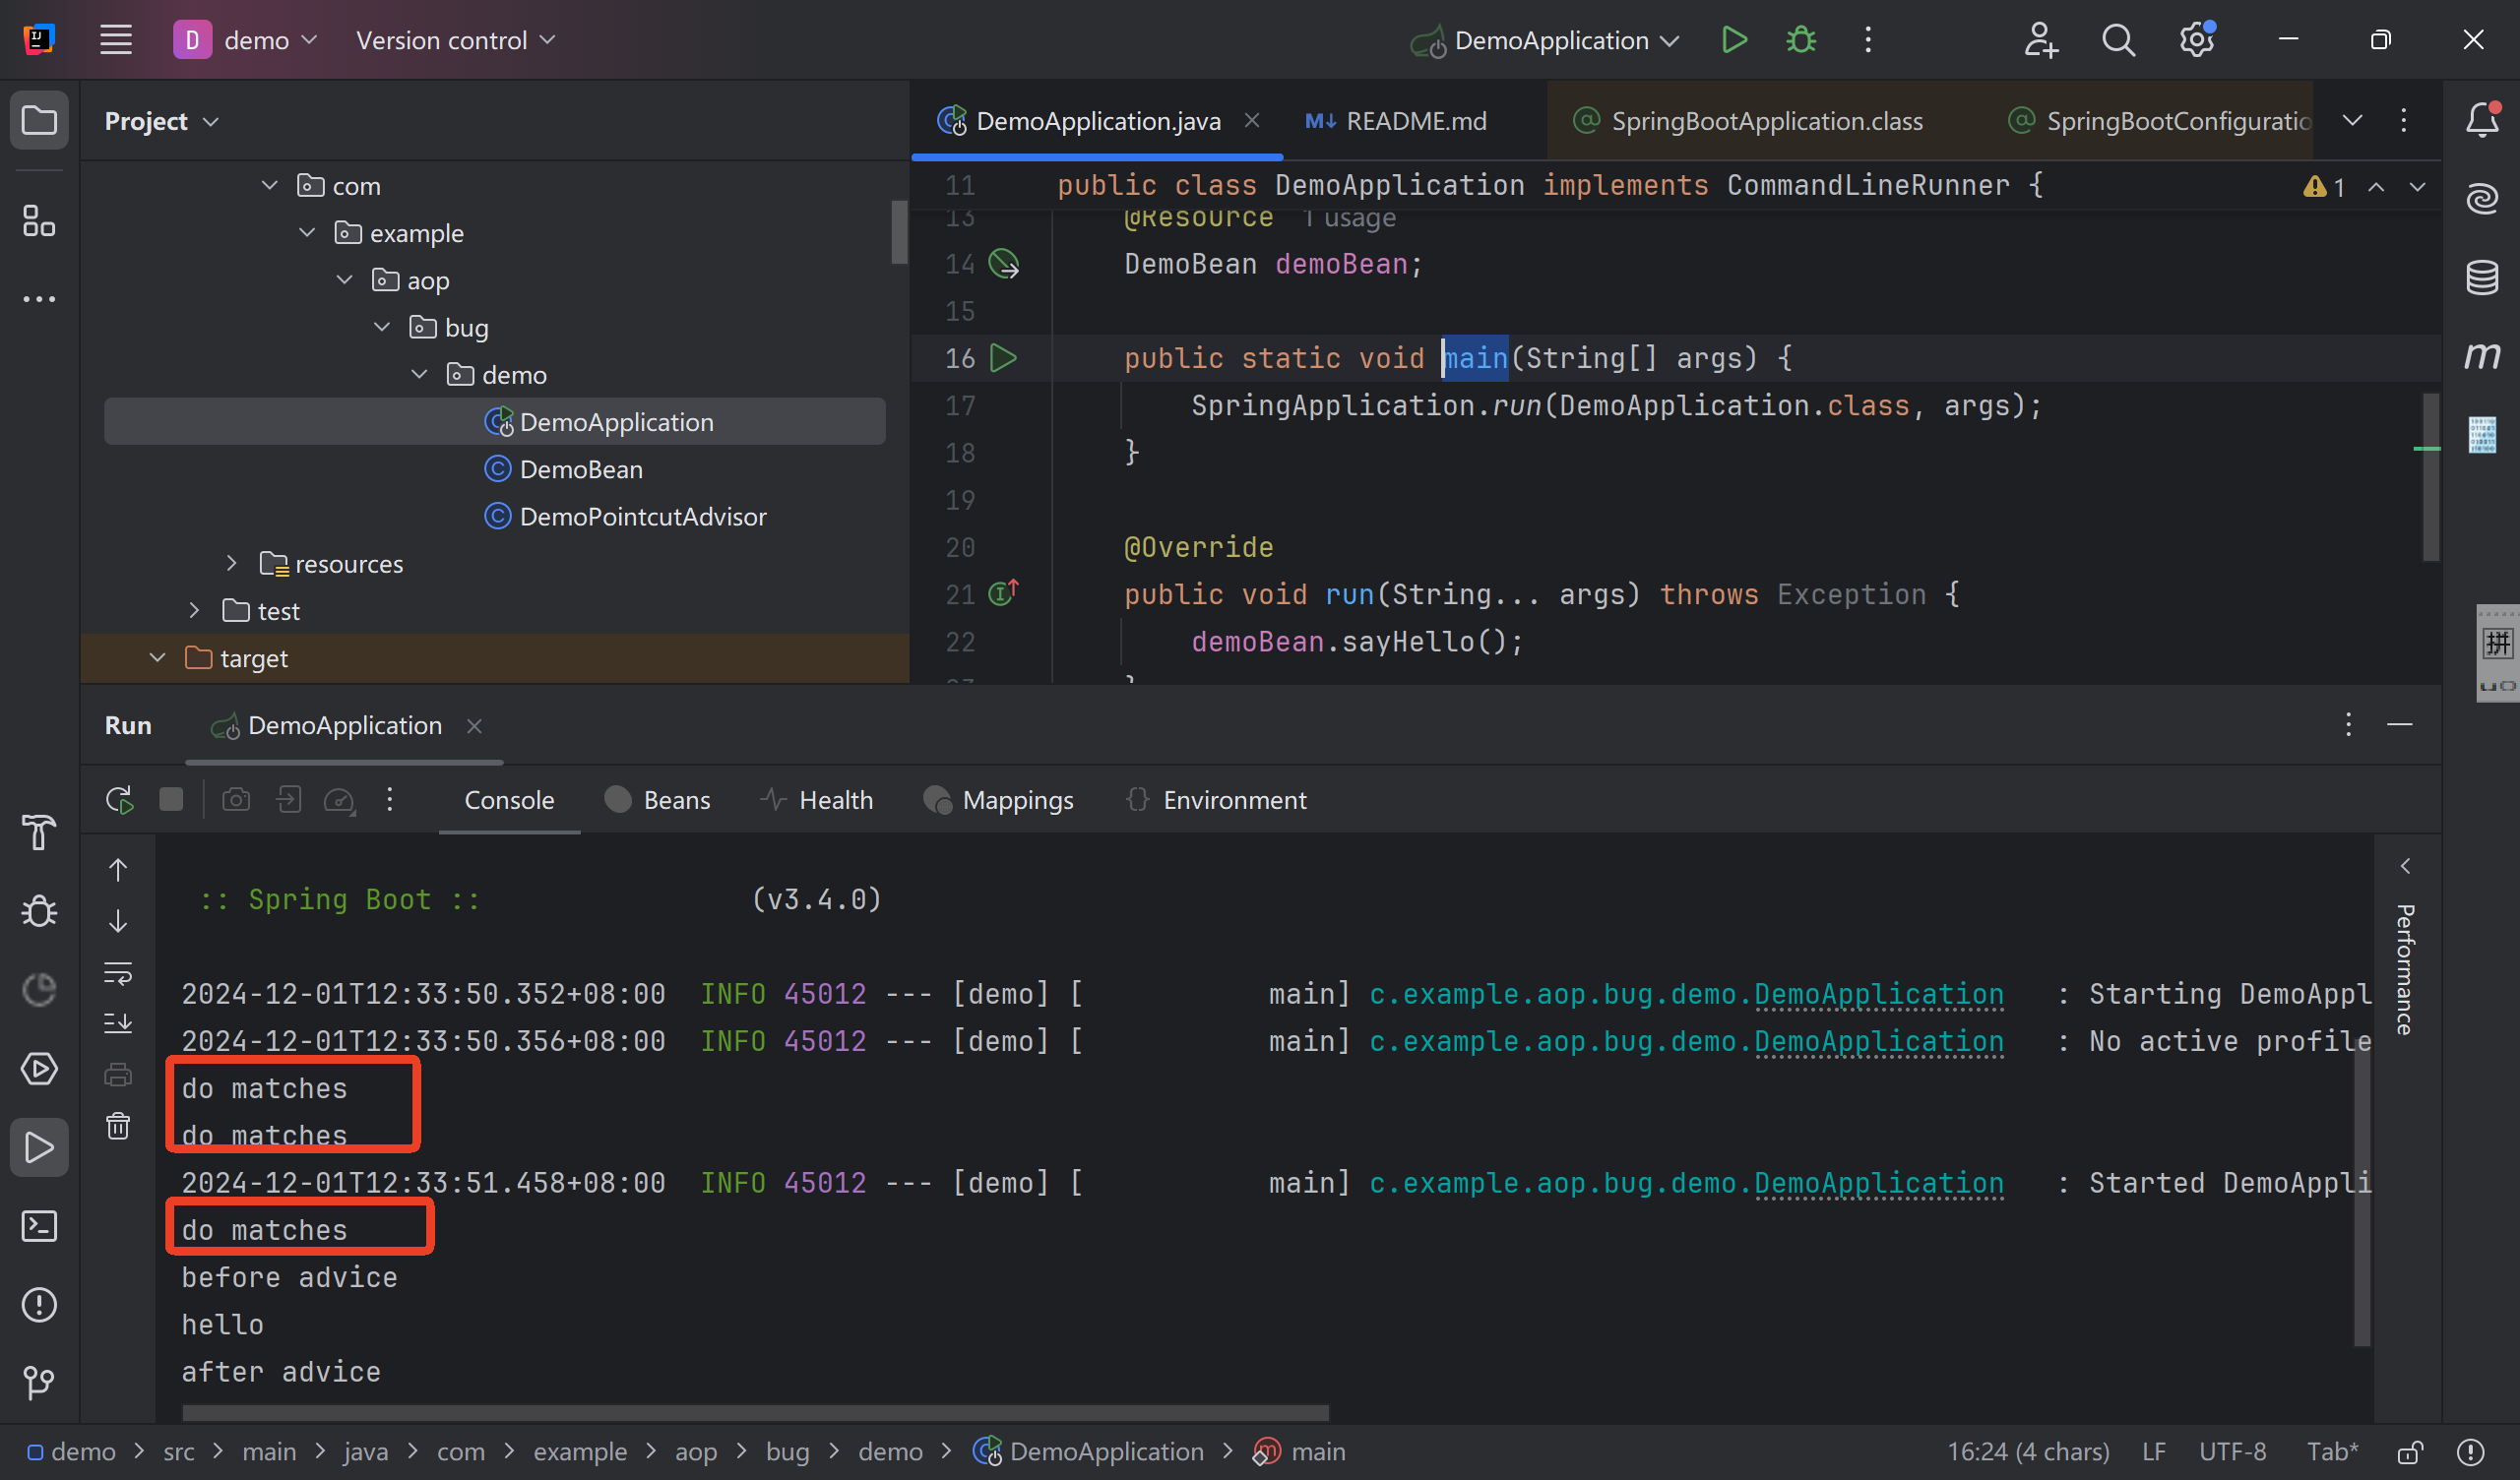 D demo Version control DemoApplication
Project
DemoApplication.java README.md SpringBootApplication.class SpringBootConfiguratio
com
example
aop
bug
demo
DemoApplication
DemoBean
DemoPointcutAdvisor
resources
test
target
11 public class DemoApplication implements CommandLineRunner { 1
13 @Resource 1 usage
14 DemoBean demoBean;
15
16 public static void main(String[] args) {
17 SpringApplication.run(DemoApplication.class, args);
18 }
19
20 @Override
21 public void run(String... args) throws Exception {
22 demoBean.sayHello();
拼
Run DemoApplication
Console Beans Health Mappings Environment
:: Spring Boot :: (v3.4.0)
2024-12-01T12:33:50.352+08:00 INFO 45012 --- [demo] [ main] c.example.aop.bug.demo.DemoApplication : Starting DemoAppl
2024-12-01T12:33:50.356+08:00 INFO 45012 --- [demo] [ main] c.example.aop.bug.demo.DemoApplication : No active profile
do matches
do matches
2024-12-01T12:33:51.458+08:00 INFO 45012 --- [demo] [ main] c.example.aop.bug.demo.DemoApplication : Started DemoAppli
do matches
before advice
hello
after advice
Performance
demo > src > main > java > com > example > aop > bug > demo > DemoApplication > main 16:24 (4 chars) LF UTF-8 Tab*